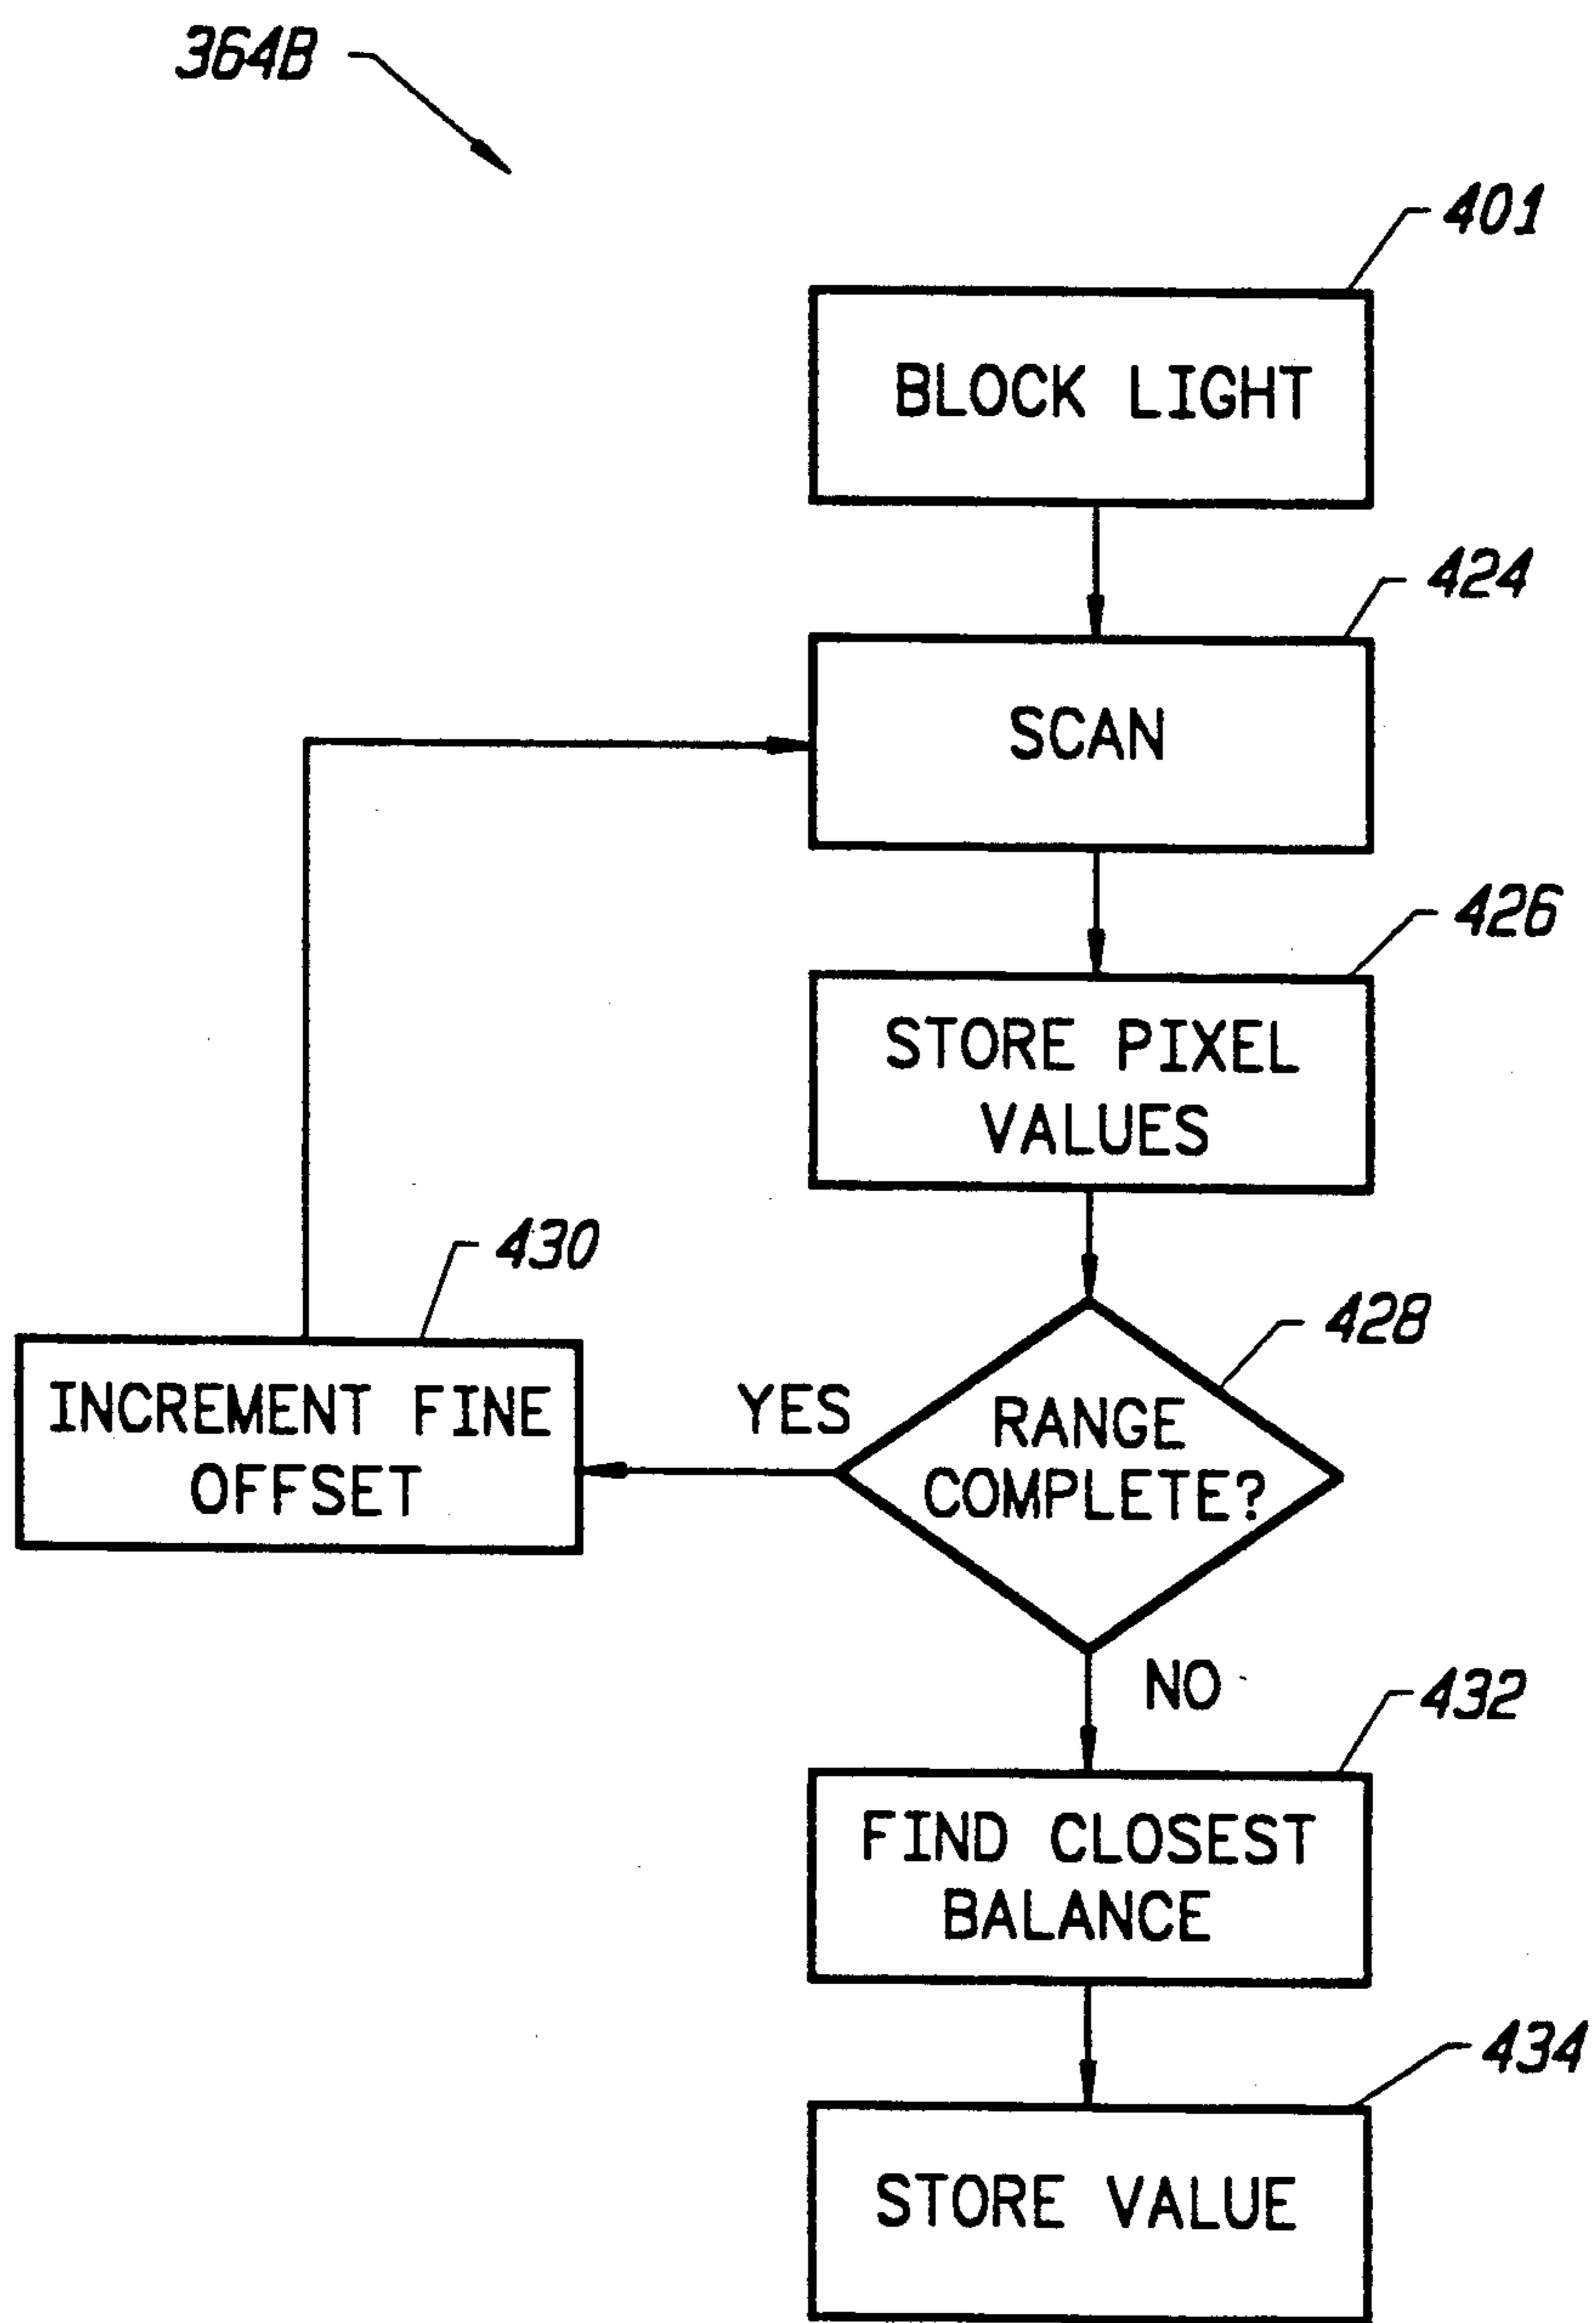 364B
401
BLOCK LIGHT
424
SCAN
426
STORE PIXEL
VALUES
430
INCREMENT FINE
OFFSET
YES
428
RANGE
COMPLETE?
NO
432
FIND CLOSEST
BALANCE
434
STORE VALUE